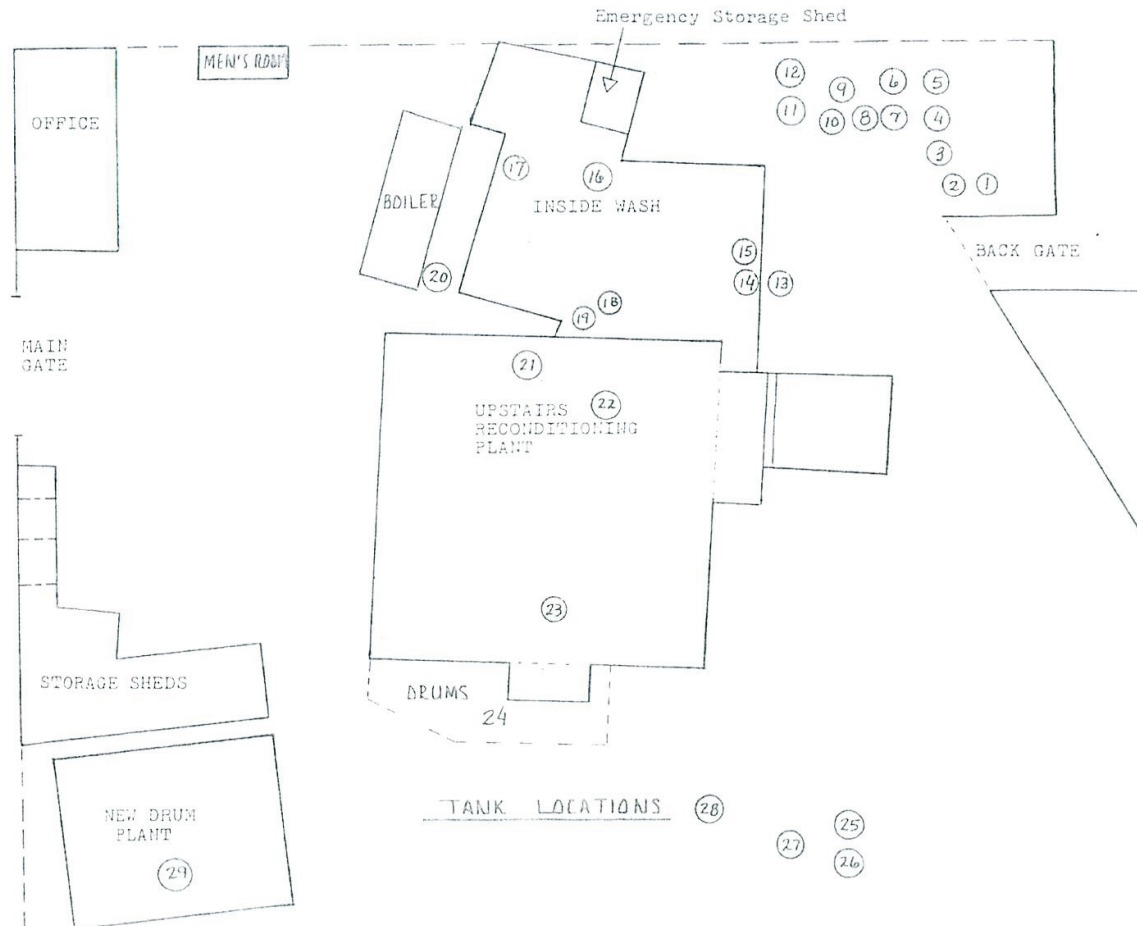 Emergency Storage Shed
MEN'S ROOM
OFFICE
12
9
6
5
11
10
8
7
4
3
2
1
17
16
BOILER
INSIDE WASH
15
BACK GATE
20
14
13
18
19
MAIN
GATE
21
22
UPSTAIRS
RECONDITIONING
PLANT
23
STORAGE SHEDS
DRUMS
24
TANK LOCATIONS
28
25
27
26
NEW DRUM
PLANT
29